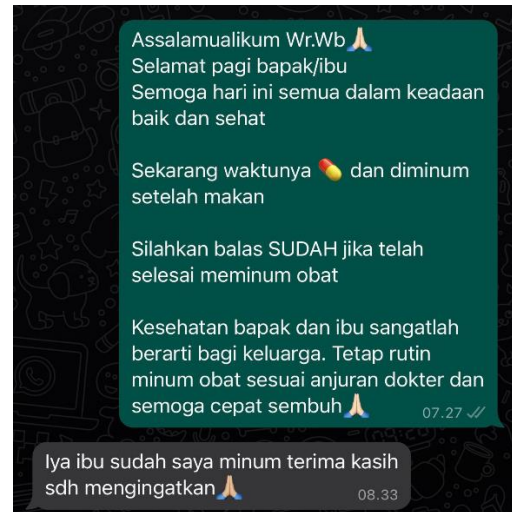 Assalamualikum Wr.Wb🙏🏻
Selamat pagi bapak/ibu
Semoga hari ini semua dalam keadaan
baik dan sehat
Sekarang waktunya 💊 dan diminum
setelah makan
Silahkan balas SUDAH jika telah
selesai meminum obat
Kesehatan bapak dan ibu sangatlah
berarti bagi keluarga. Tetap rutin
minum obat sesuai anjuran dokter dan
semoga cepat sembuh🙏🏻
07.27
Iya ibu sudah saya minum terima kasih
sdh mengingatkan🙏🏼
08.33